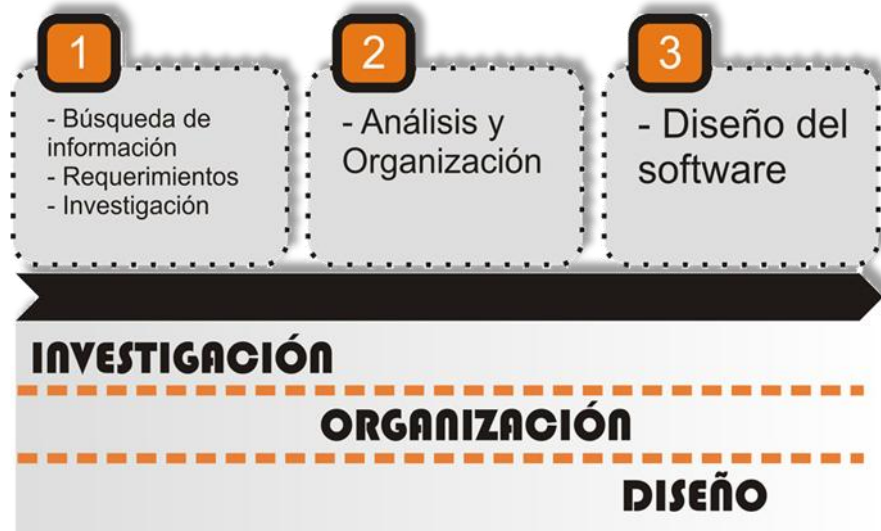 1
- Búsqueda de
información
- Requerimientos
- Investigación
2
- Análisis y
Organización
3
- Diseño del
software
INVESTIGACIÓN
ORGANIZACIÓN
DISEÑO